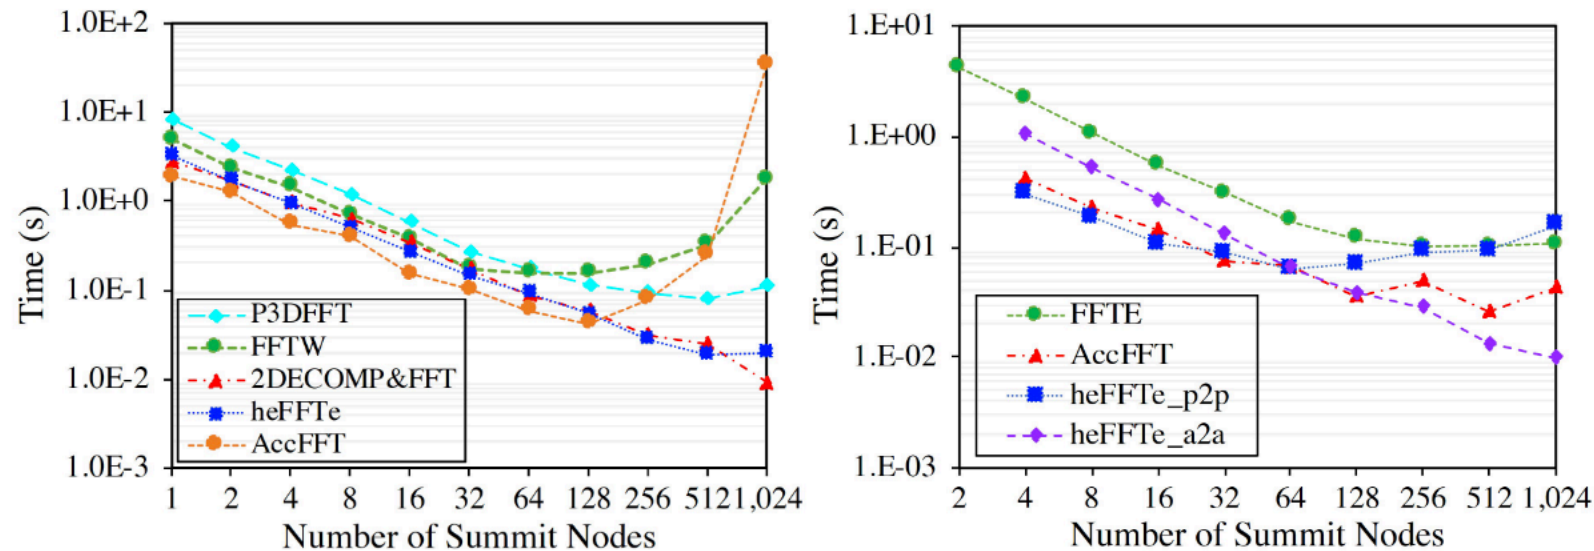 1.0E+2
1.0E+1
1.0E+0
1.0E-1
1.0E-2
1.0E-3
Time (s)
P3DFFT
FFTW
2DECOMP&FFT
heFFTe
AccFFT
1 2 4 8 16 32 64 128 256 512 1,024
Number of Summit Nodes
1.E+01
1.E+00
1.E-01
1.E-02
1.E-03
Time (s)
FFTE
AccFFT
heFFTe_p2p
heFFTe_a2a
2 4 8 16 32 64 128 256 512 1,024
Number of Summit Nodes